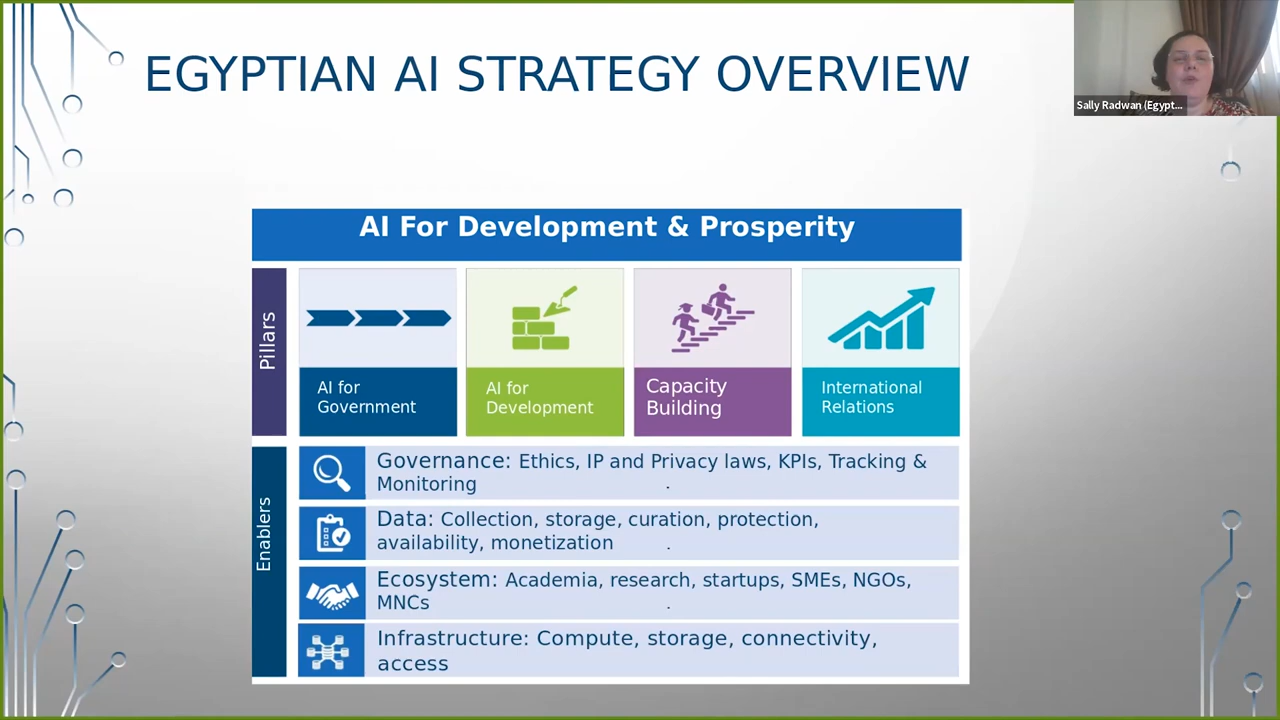 EGYPTIAN AI STRATEGY OVERVIEW
Sally Radwan (Egypt...
AI For Development & Prosperity
Pillars
AI for
Government
AI for
Development
Capacity
Building
International
Relations
Enablers
Governance: Ethics, IP and Privacy laws, KPIs, Tracking &
Monitoring .
Data: Collection, storage, curation, protection,
availability, monetization .
Ecosystem: Academia, research, startups, SMEs, NGOs,
MNCs .
Infrastructure: Compute, storage, connectivity,
access